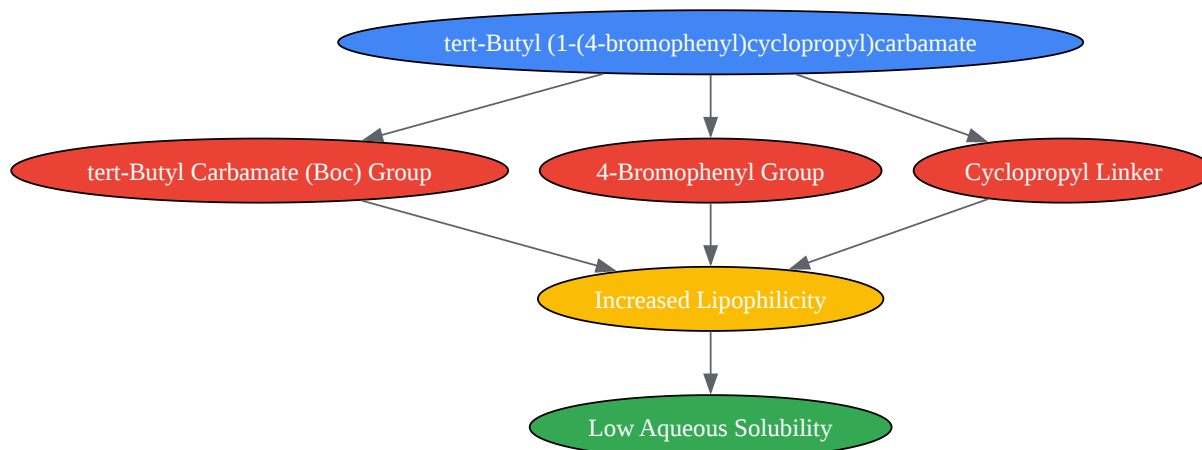 tert-Butyl (1-(4-bromophenyl)cyclopropyl)carbamate
tert-Butyl Carbamate (Boc) Group
4-Bromophenyl Group
Cyclopropyl Linker
Increased Lipophilicity
Low Aqueous Solubility